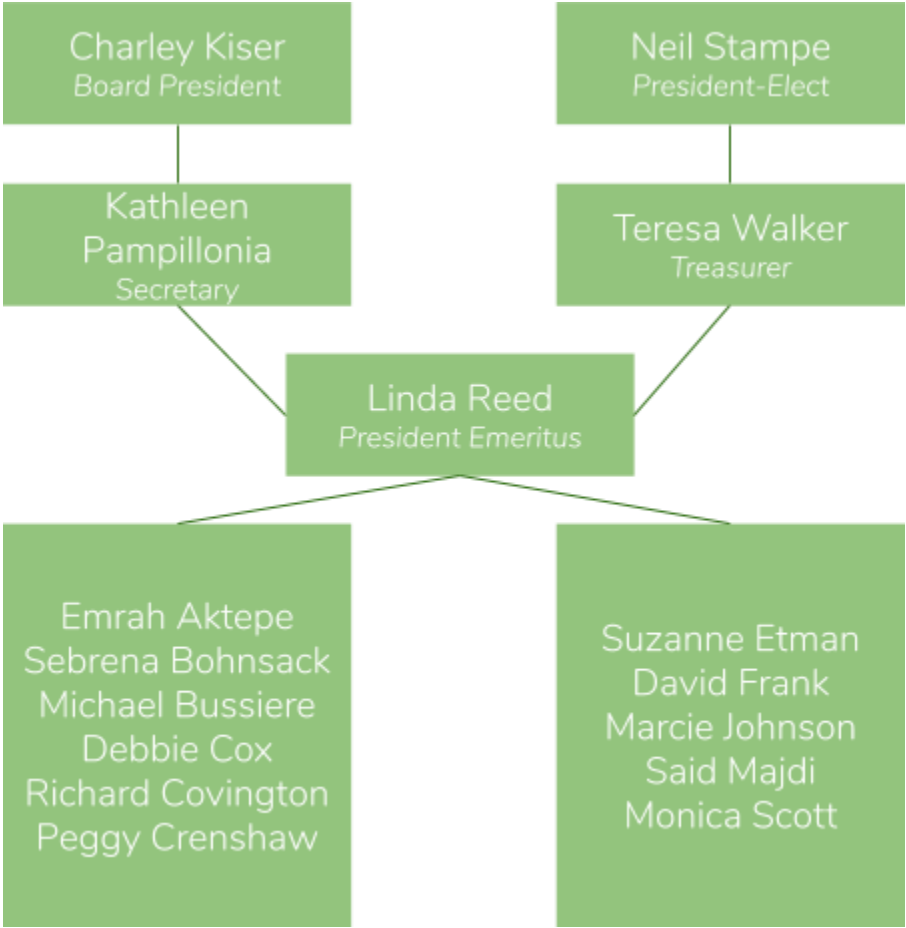 Charley Kiser
Board President
Neil Stampe
President-Elect
Kathleen
Pampillonia
Secretary
Teresa Walker
Treasurer
Linda Reed
President Emeritus
Emrah Aktepe
Sebrena Bohnsack
Michael Bussiere
Debbie Cox
Richard Covington
Peggy Crenshaw
Suzanne Etman
David Frank
Marcie Johnson
Said Majdi
Monica Scott